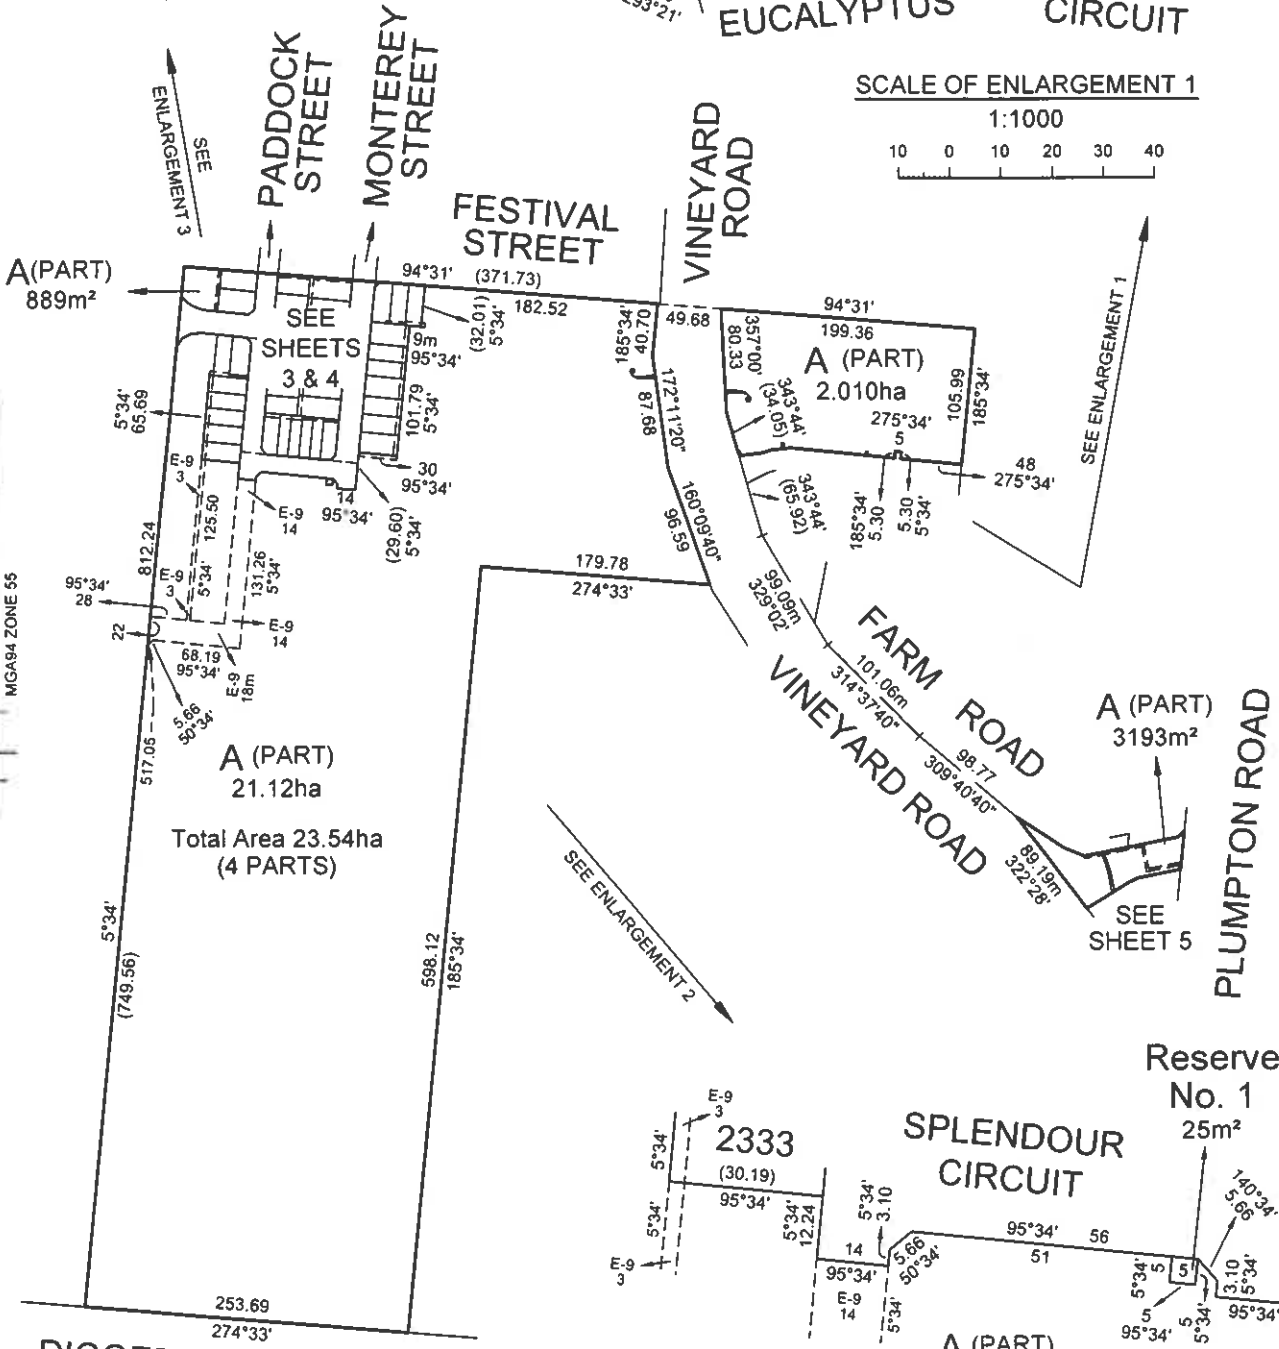 293°21'
EUCALYPTUS CIRCUIT
SCALE OF ENLARGEMENT 1
1:1000
10 0 10 20 30 40
SEE
ENLARGEMENT 3
PADDOCK
STREET
MONTEREY
STREET
FESTIVAL
STREET
VINEYARD
ROAD
A (PART)
889m²
94°31' (371.73)
182.52
49.68
94°31'
199.36
SEE
SHEETS
3 & 4
(32.01)
5°34'
9m
95°34'
101.79
5°34'
185°34'
40.70
357°00'
80.33
A (PART)
2.010ha
105.99
185°34'
SEE ENLARGEMENT 1
343°44'
(34.05)
275°34'
5
172°11'20"
87.68
5°34'
65.69
30
95°34'
48
275°34'
E-9
3
14
95°34'
(29.60)
5°34'
E-9
14
343°44'
(65.92)
185°34'
5.30
5.30
5°34'
160°09'40"
96.59
812.24
125.50
5°34'
131.26
5°34'
179.78
274°33'
99.09m
329°02'
MGA94 ZONE 55
95°34'
28
E-9
3
22
E-9
14
68.19
95°34'
E-9
18m
5.66
50°34'
517.05
FARM ROAD
101.06m
314°37'40"
VINEYARD ROAD
98.77
309°40'40"
A (PART)
3193m²
PLUMPTON ROAD
A (PART)
21.12ha
Total Area 23.54ha
(4 PARTS)
89.19m
322°28'
SEE
SHEET 5
SEE ENLARGEMENT 2
5°34'
(749.56)
598.12
185°34'
Reserve
No. 1
25m²
E-9
3
2333
(30.19)
95°34'
5°34'
5°34'
E-9
3
5°34'
12.24
SPLENDOUR
CIRCUIT
5°34'
3.10
14
95°34'
E-9
14
5.66
50°34'
5°34'
95°34' 56
51
140°34'
5.66
5°34'
5
5
3.10
5°34'
5
95°34'
5
5°34'
95°34'
A (PART)
253.69
274°33'